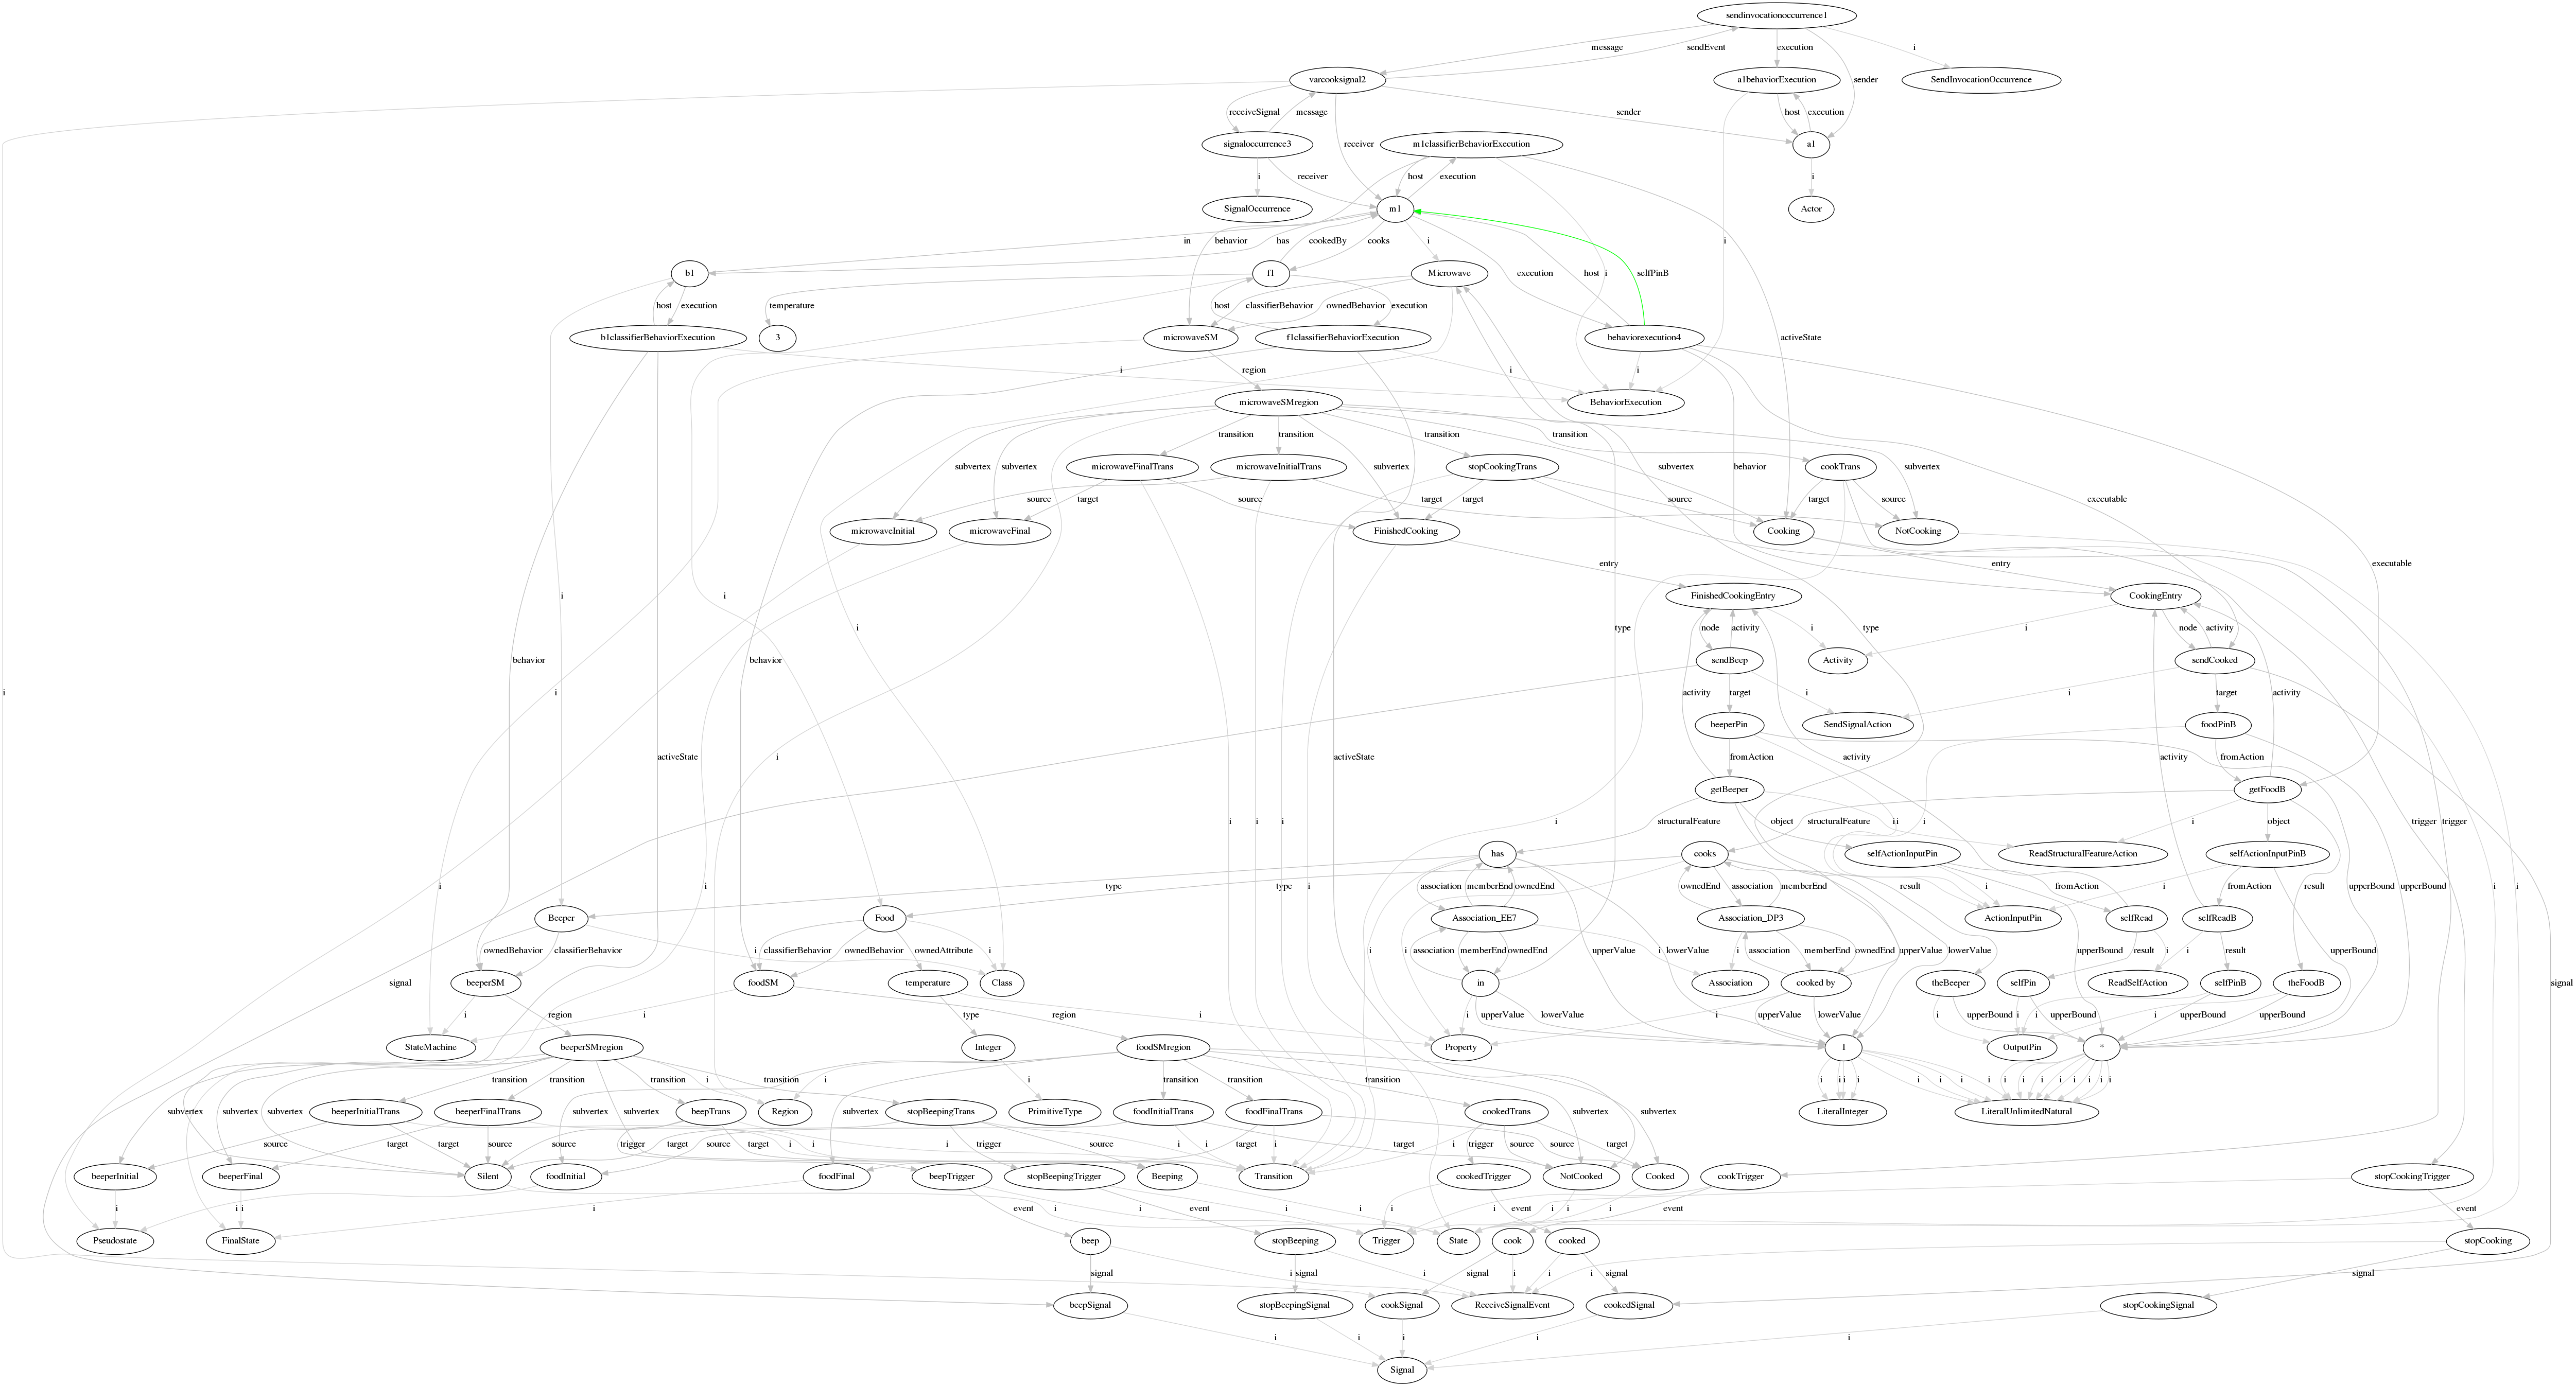 sendinvocationoccurrence1
message
sendEvent
execution
i
varcooksignal2
a1behaviorExecution
sender
SendInvocationOccurrence
receiveSignal
message
sender
host
execution
signaloccurrence3
receiver
m1classifierBehaviorExecution
a1
i
receiver
host
execution
i
SignalOccurrence
m1
Actor
in
behavior
has
cookedBy
cooks
i
i
b1
f1
Microwave
execution
host
selfPinB
i
host
execution
temperature
host
classifierBehavior
ownedBehavior
execution
b1classifierBehaviorExecution
3
microwaveSM
f1classifierBehaviorExecution
behaviorexecution4
activeState
i
region
i
i
microwaveSMregion
BehaviorExecution
transition
transition
transition
transition
subvertex
subvertex
microwaveFinalTrans
microwaveInitialTrans
subvertex
stopCookingTrans
subvertex
behavior
cookTrans
subvertex
source
target
source
target
target
source
target
source
executable
microwaveInitial
microwaveFinal
FinishedCooking
Cooking
NotCooking
entry
entry
executable
i
i
FinishedCookingEntry
CookingEntry
i
type
type
node
activity
i
i
node
activity
behavior
behavior
sendBeep
Activity
sendCooked
i
i
activity
target
i
i
target
activity
beeperPin
SendSignalAction
foodPinB
activeState
i
activeState
fromAction
activity
activity
fromAction
getBeeper
getFoodB
i
structuralFeature
object
structuralFeature
i
i
i
object
trigger
trigger
has
cooks
selfActionInputPin
ReadStructuralFeatureAction
selfActionInputPinB
i
type
association
memberEnd
ownedEnd
type
ownedEnd
association
memberEnd
result
i
fromAction
i
fromAction
result
upperBound
upperBound
i
i
Beeper
Food
Association_EE7
Association_DP3
ActionInputPin
selfRead
selfReadB
ownedBehavior
classifierBehavior
i
classifierBehavior
ownedBehavior
ownedAttribute
i
i
i
association
memberEnd
ownedEnd
i
upperValue
lowerValue
i
association
memberEnd
ownedEnd
upperValue
lowerValue
upperBound
result
i
i
result
upperBound
signal
beeperSM
foodSM
temperature
Class
in
Association
cooked by
theBeeper
selfPin
ReadSelfAction
selfPinB
theFoodB
signal
i
region
i
type
region
i
i
upperValue
lowerValue
i
upperValue
lowerValue
i
upperBound
i
upperBound
i
upperBound
i
upperBound
StateMachine
beeperSMregion
Integer
foodSMregion
Property
1
OutputPin
*
transition
transition
transition
i
transition
i
i
transition
transition
transition
i
i
i
i
i
i
i
i
i
i
i
i
i
i
subvertex
subvertex
subvertex
beeperInitialTrans
beeperFinalTrans
subvertex
beepTrans
Region
subvertex
stopBeepingTrans
PrimitiveType
subvertex
foodInitialTrans
foodFinalTrans
cookedTrans
subvertex
subvertex
LiteralInteger
LiteralUnlimitedNatural
source
target
target
source
source
trigger
target
source
target
i
i
trigger
source
i
i
target
i
target
i
trigger
source
source
target
beeperInitial
beeperFinal
Silent
foodInitial
foodFinal
beepTrigger
stopBeepingTrigger
Beeping
Transition
cookedTrigger
NotCooked
Cooked
cookTrigger
stopCookingTrigger
i
i
i
i
event
i
i
event
i
i
i
i
event
i
i
i
event
event
Pseudostate
FinalState
beep
stopBeeping
Trigger
State
cook
cooked
stopCooking
signal
i
signal
i
signal
i
i
signal
i
signal
beepSignal
stopBeepingSignal
cookSignal
ReceiveSignalEvent
cookedSignal
stopCookingSignal
i
i
i
i
i
Signal